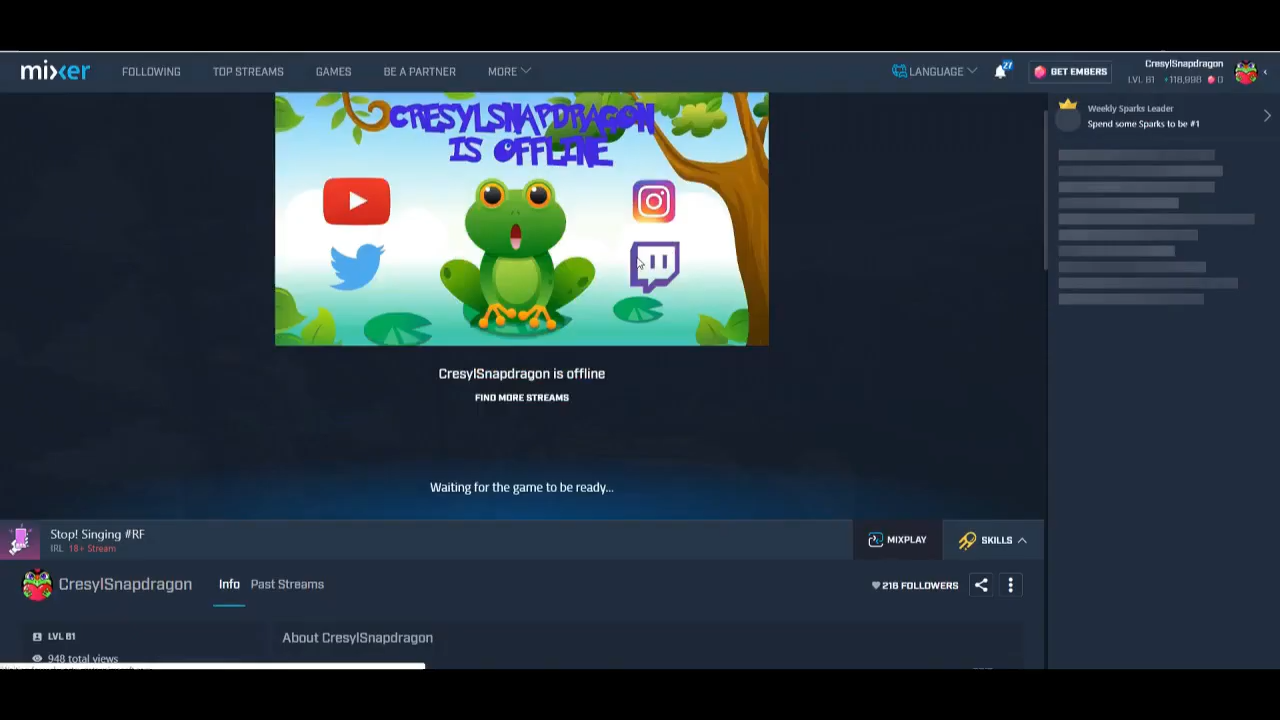 mixer
FOLLOWING
TOP STREAMS
GAMES
BE A PARTNER
MORE
LANGUAGE
27
GET EMBERS
CresylSnapdragon
LVL 81
118,998
0
CRESYLSNAPDRAGON
IS OFFLINE
CresylSnapdragon is offline
FIND MORE STREAMS
Waiting for the game to be ready...
Weekly Sparks Leader
Spend some Sparks to be #1
Stop! Singing #RF
IRL 18+ Stream
MIXPLAY
SKILLS
CresylSnapdragon
Info
Past Streams
218 FOLLOWERS
LVL 81
948 total views
About CresylSnapdragon